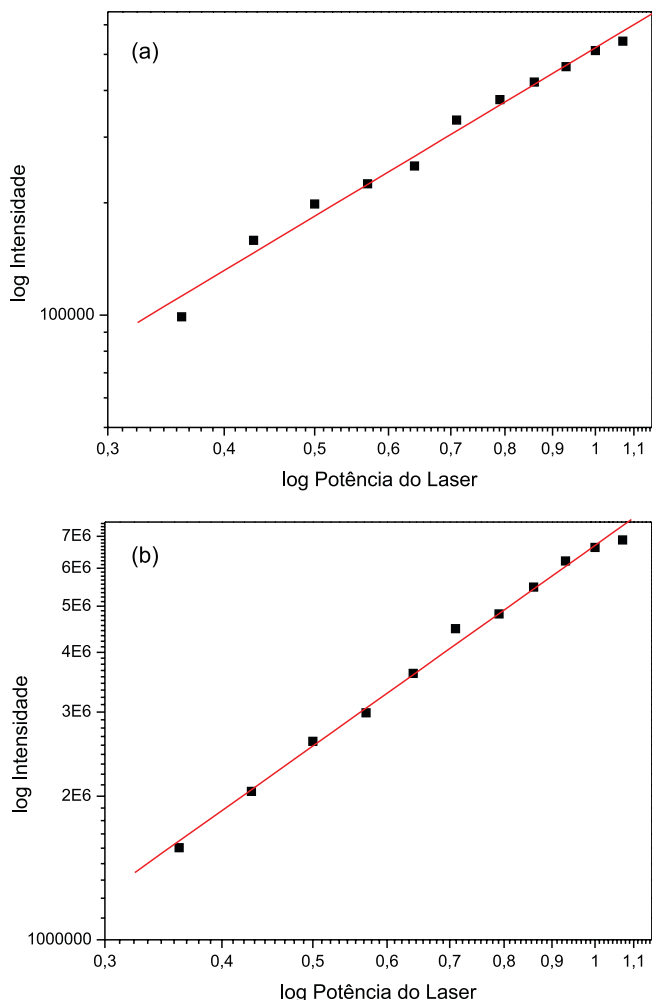 (a)
log Intensidade
100000
0,3 0,4 0,5 0,6 0,7 0,8 0,9 1 1,1
log Potência do Laser
(b)
log Intensidade
7E6
6E6
5E6
4E6
3E6
2E6
1000000
0,3 0,4 0,5 0,6 0,7 0,8 0,9 1 1,1
log Potência do Laser